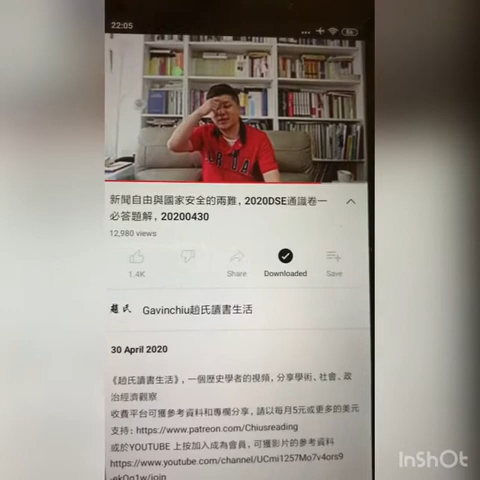 22:05
86
新聞自由與國家安全的兩難，2020DSE通識卷一
必答題解，20200430
12,980 views
1.4K
Share
Downloaded
Save
趙氏 Gavinchiu趙氏讀書生活
30 April 2020
《趙氏讀書生活》，一個歷史學者的視頻，分享學術、社會、政
治經濟觀察
收費平台可獲參考資料和專欄分享，請以每月5元或更多的美元
支持：https://www.patreon.com/Chiusreading
或於YOUTUBE 上按加入成為會員，可獲影片的參考資料
https://www.youtube.com/channel/UCmi1257Mo7v4ors9
-ekOn1w/join
InShOt